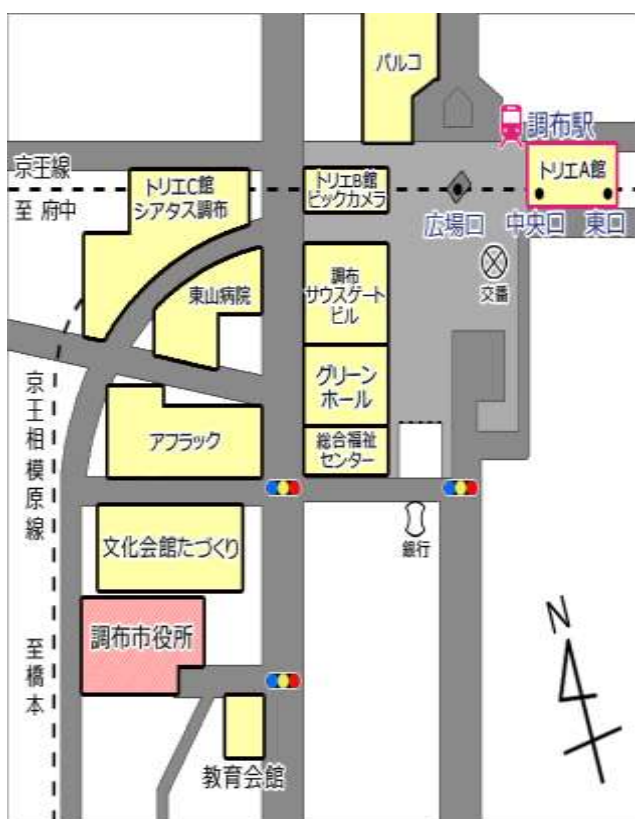 パルコ
調布駅
京王線
トリエC館
シアタス調布
トリエB館
ビックカメラ
トリエA館
至 府中
広場口
中央口
東口
東山病院
調布
サウスゲート
ビル
交番
グリーン
ホール
京王相模原線
アフラック
総合福祉
センター
文化会館たづくり
銀行
調布市役所
至橋本
N
教育会館